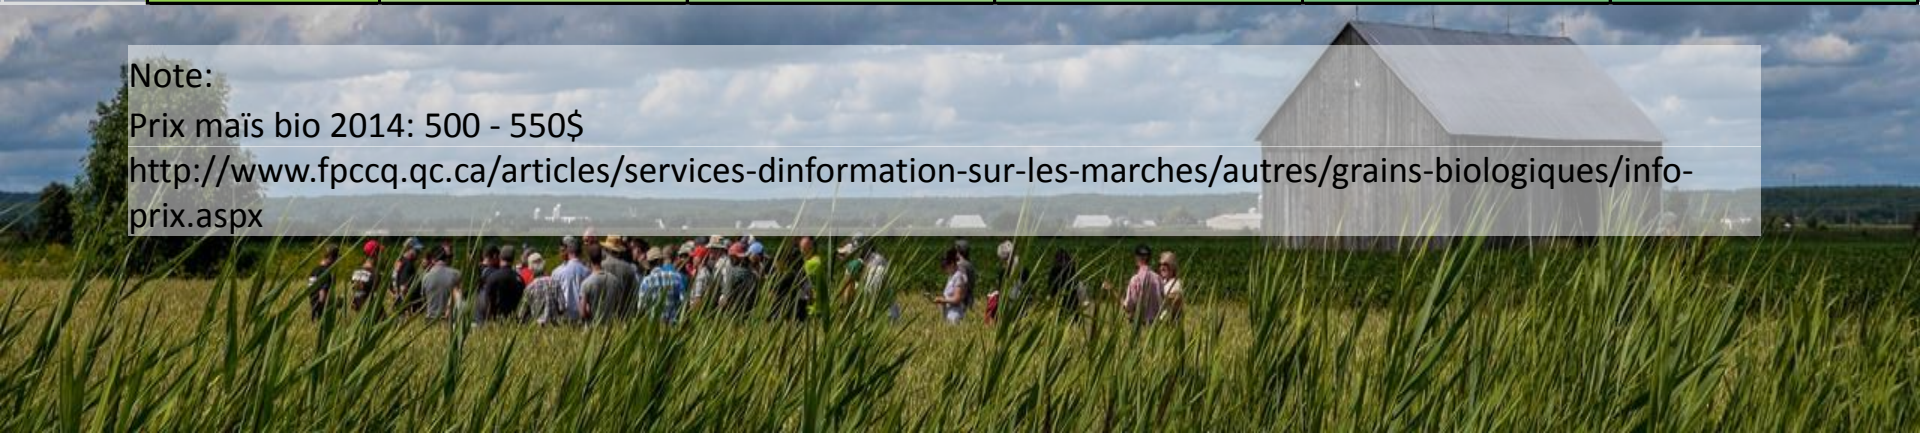 Note:
Prix maïs bio 2014: 500 - 550$
http://www.fpccq.qc.ca/articles/services-dinformation-sur-les-marches/autres/grains-biologiques/info-
prix.aspx